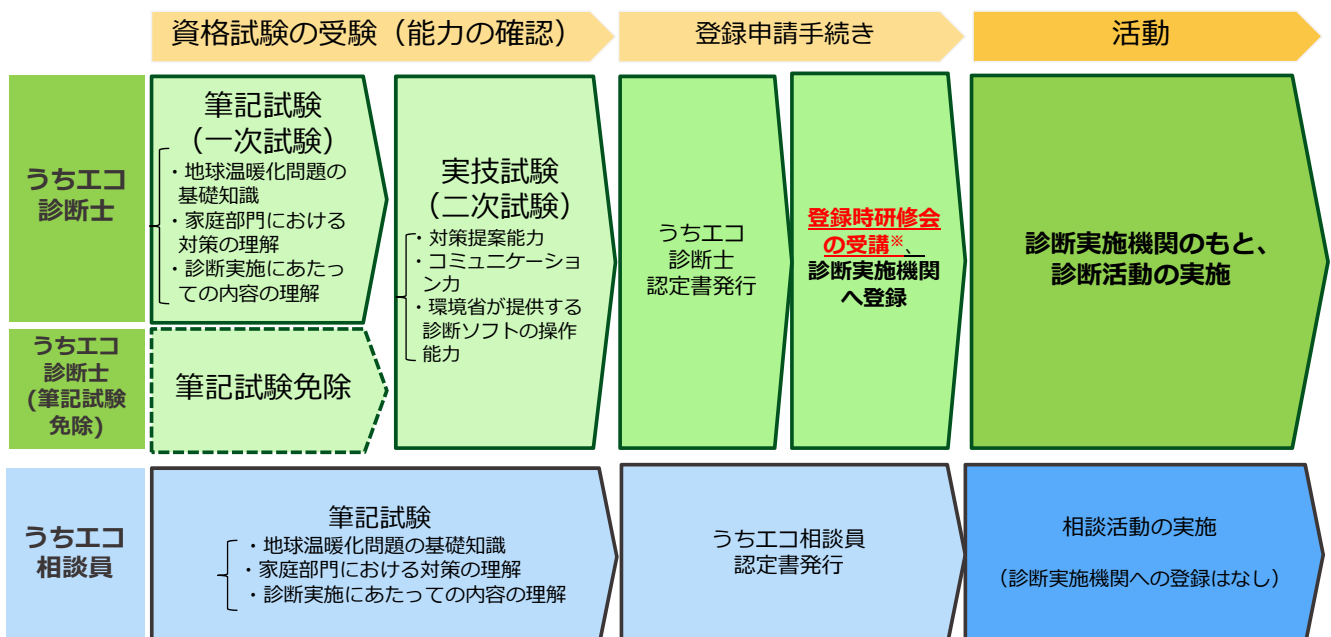 資格試験の受験（能力の確認）
登録申請手続き
活動
うちエコ
診断士
筆記試験
（一次試験）
・地球温暖化問題の
基礎知識
・家庭部門における
対策の理解
・診断実施にあたっ
ての内容の理解
実技試験
（二次試験）
・対策提案能力
・コミュニケーショ
ン力
・環境省が提供する
診断ソフトの操作
能力
うちエコ
診断士
認定書発行
登録時研修会
の受講※、
診断実施機関
へ登録
診断実施機関のもと、
診断活動の実施
うちエコ
診断士
(筆記試験
免除)
筆記試験免除
うちエコ
相談員
筆記試験
・地球温暖化問題の基礎知識
・家庭部門における対策の理解
・診断実施にあたっての内容の理解
うちエコ相談員
認定書発行
相談活動の実施
（診断実施機関への登録はなし）